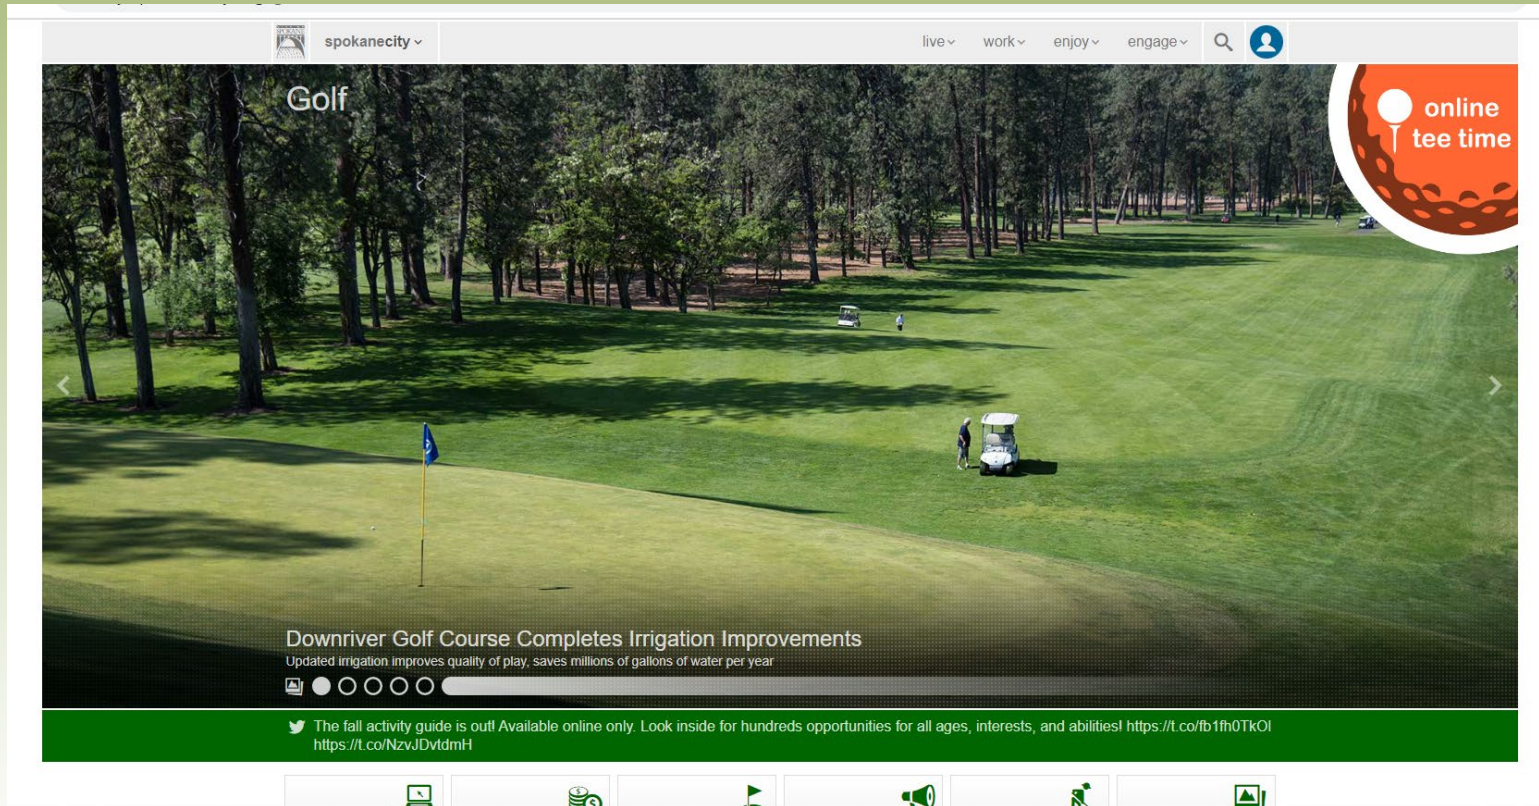 spokanecity
live
work
enjoy
engage
Golf
online
tee time
Downriver Golf Course Completes Irrigation Improvements
Updated irrigation improves quality of play, saves millions of gallons of water per year
The fall activity guide is out! Available online only. Look inside for hundreds opportunities for all ages, interests, and abilities! https://t.co/fb1fh0TkOl
https://t.co/NzvJDvtdmH